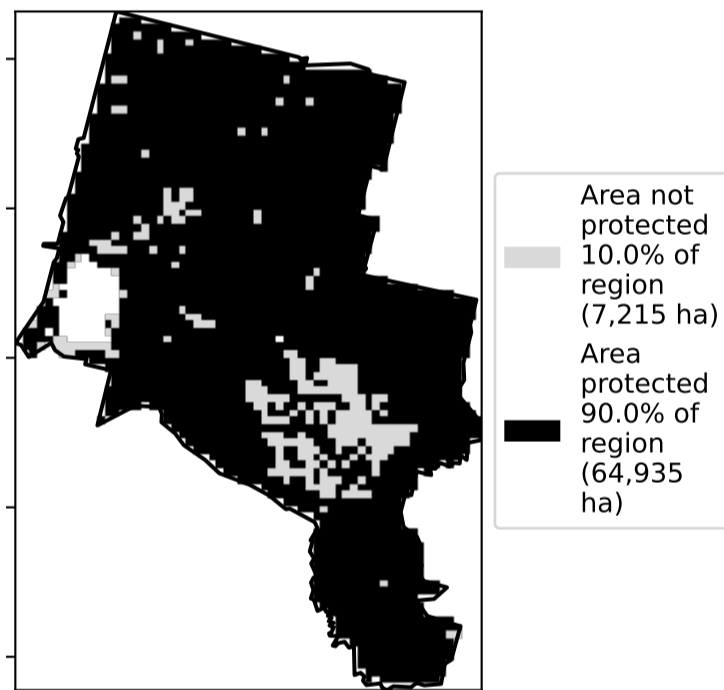 Area not
protected
10.0% of
region
(7,215 ha)
Area
protected
90.0% of
region
(64,935
ha)